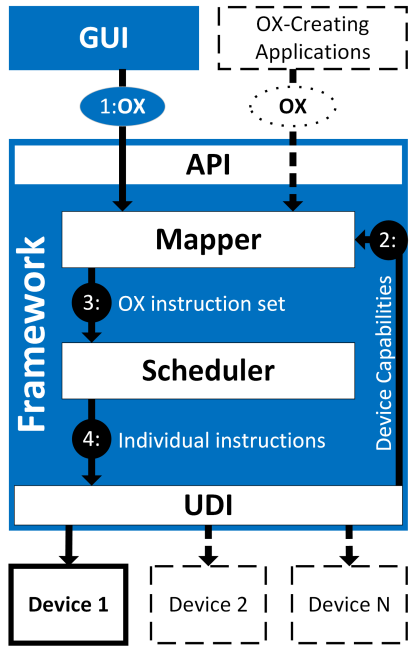 GUI
OX-Creating
Applications
1:OX
OX
API
Framework
Mapper
2:
3: OX instruction set
Device Capabilities
Scheduler
4: Individual instructions
UDI
Device 1
Device 2
Device N